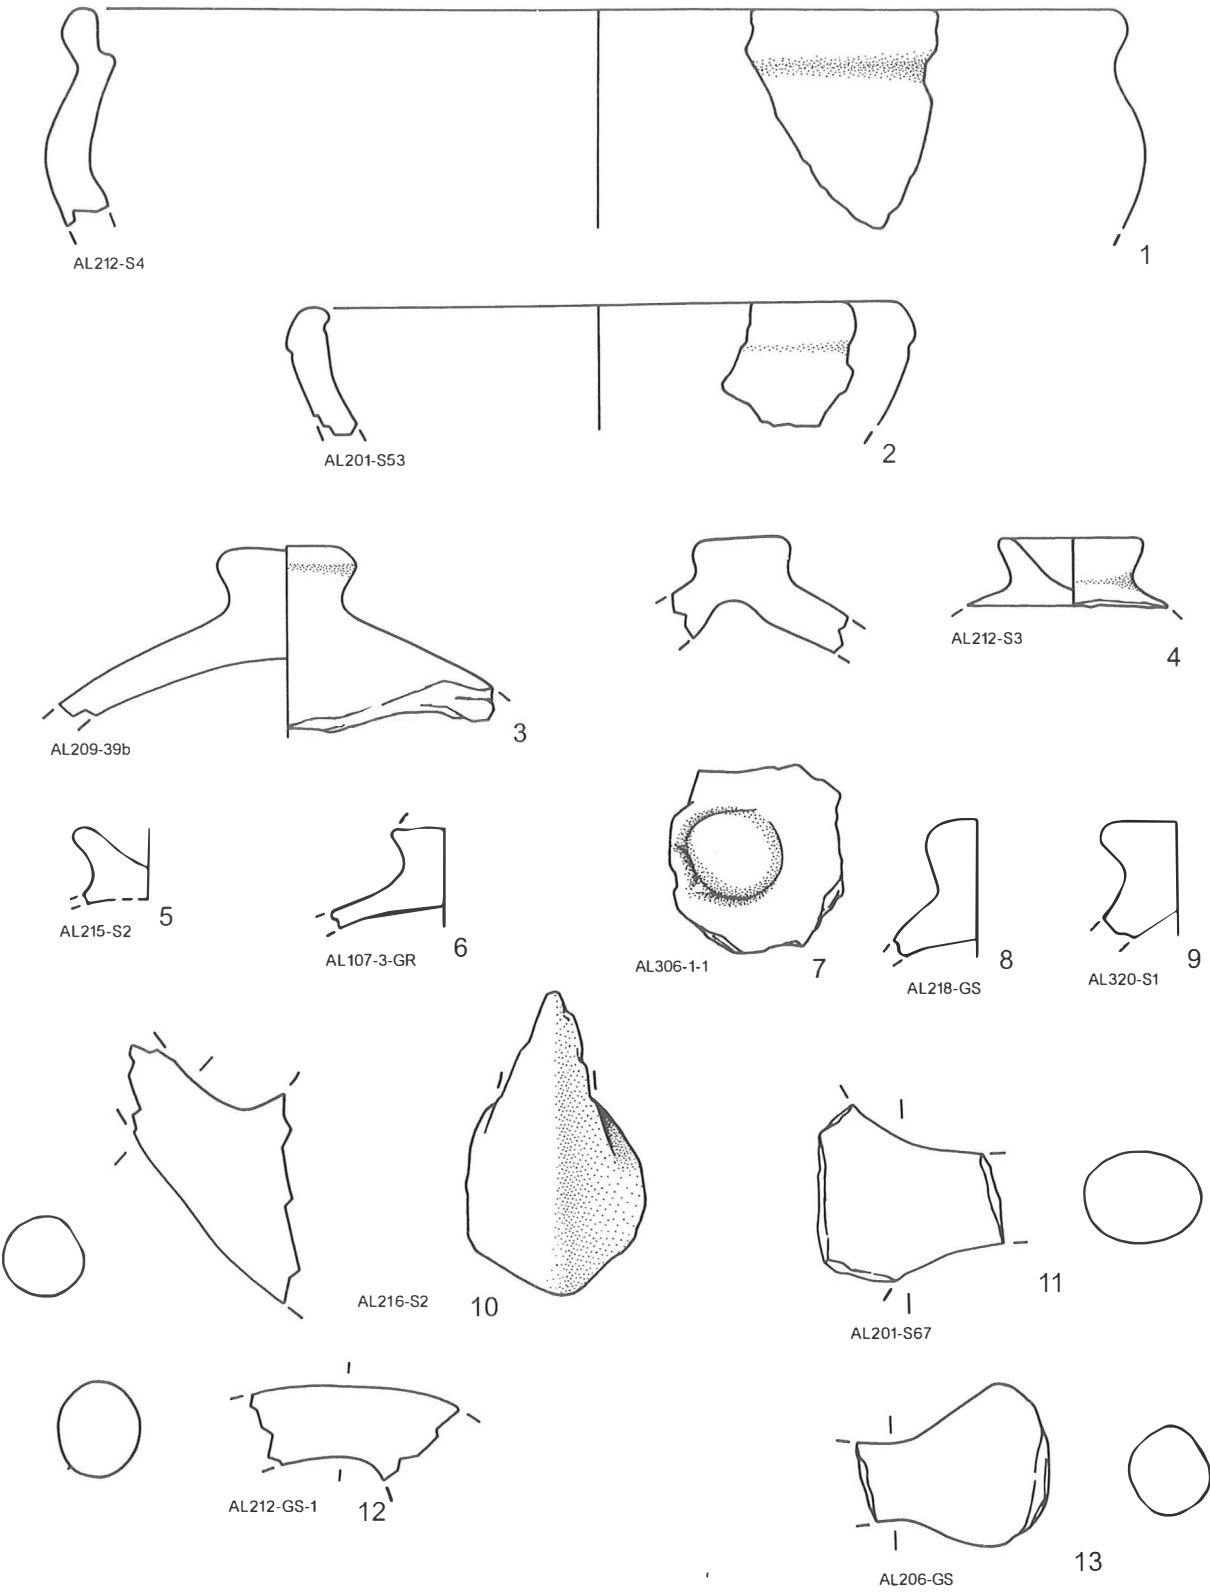 AL212-S4
1
AL201-S53
2
AL209-39b
3
AL212-S3
4
AL215-S2
5
AL107-3-GR
6
AL306-1-1
7
AL218-GS
8
AL320-S1
9
AL216-S2
10
AL201-S67
11
AL212-GS-1
12
AL206-GS
13